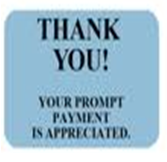 THANK
YOU!
YOUR PROMPT
PAYMENT
IS APPRECIATED.